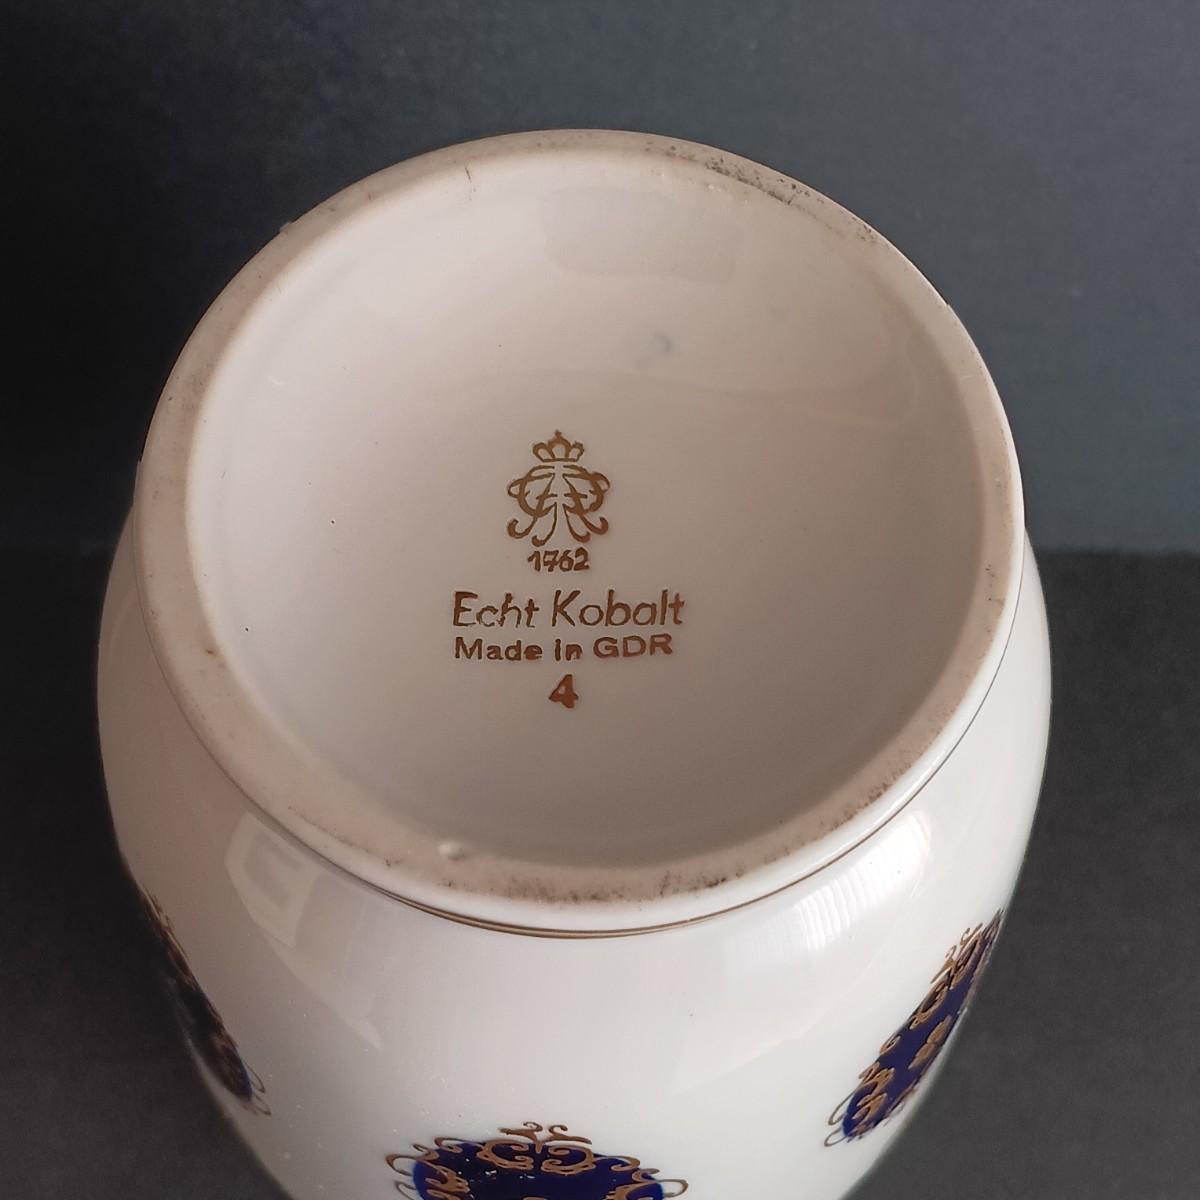 1762
Echt Kobalt
Made in GDR
4